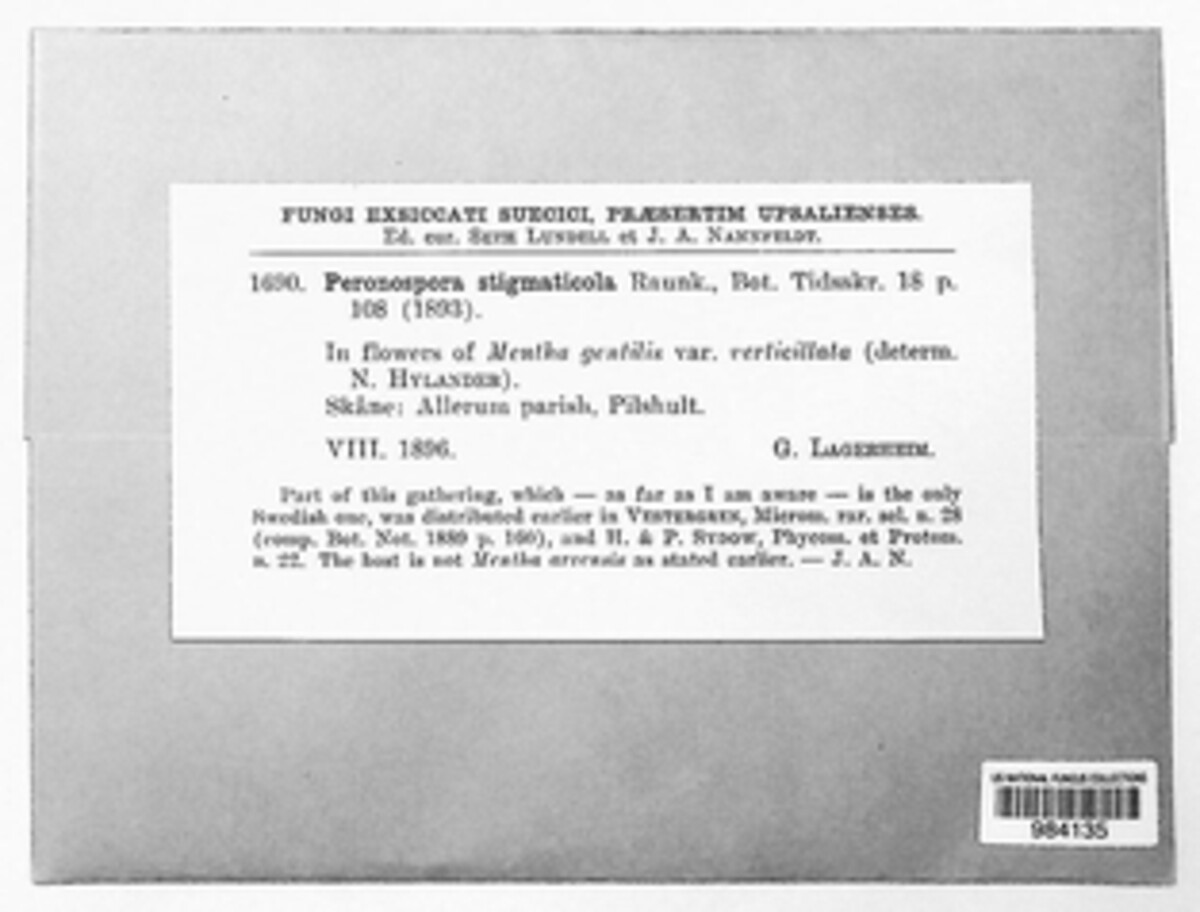 FUNGI EXSICCATI SUECICI, PRÆSERTIM UPSALIENSES.
Ed. cur. SETH LUNDELL et J. A. NANNFELDT.
1690. Peronospora stigmaticola Raunk., Bot. Tidsskr. 18 p.
108 (1893).
In flowers of Mentha gentilis var. verticillata (determ.
N. HYLANDER).
Skåne: Allerum parish, Pilshult.
VIII. 1896. G. LAGERHEIM.
Part of this gathering, which — as far as I am aware — is the only
Swedish one, was distributed earlier in VESTERGREN, Microm. rar. sel. n. 28
(comp. Bot. Not. 1899 p. 160), and H. & P. SYDOW, Phycom. et Protom.
n. 22. The host is not Mentha arvensis as stated earlier. — J. A. N.
US NATIONAL FUNGUS COLLECTIONS
984135